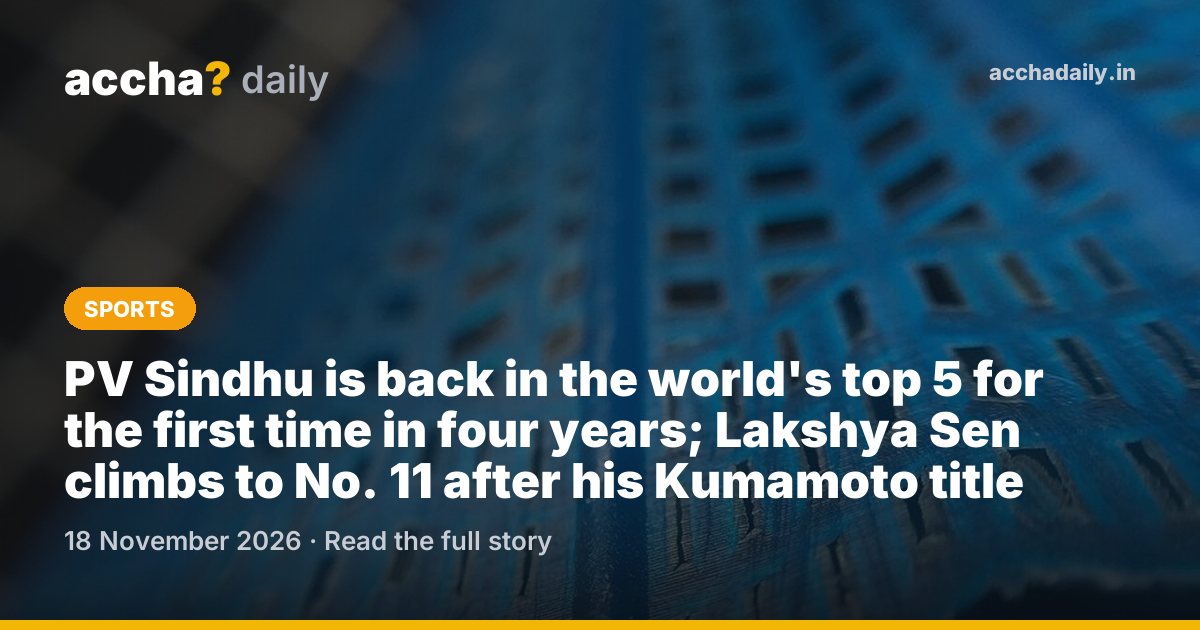 accha? daily
acchadaily.in
SPORTS
PV Sindhu is back in the world's top 5 for
the first time in four years; Lakshya Sen
climbs to No. 11 after his Kumamoto title
18 November 2026 · Read the full story